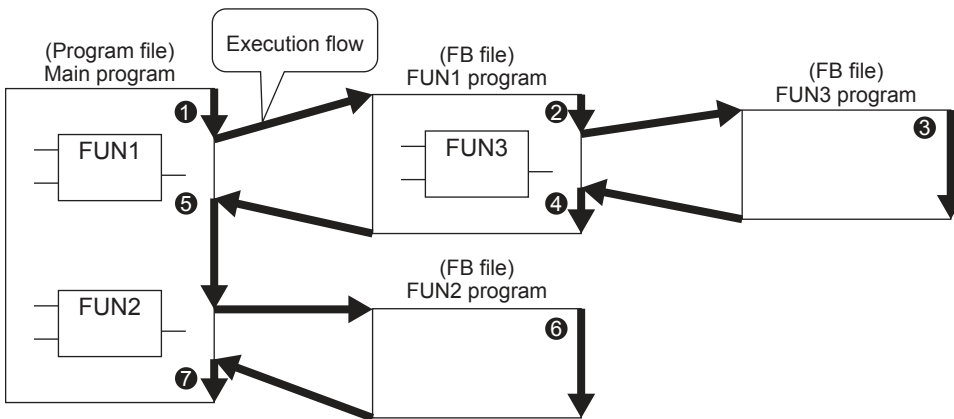 (Program file)
Main program
Execution flow
(FB file)
FUN1 program
(FB file)
FUN3 program
❶
FUN1
❺
FUN2
❼
❷
FUN3
❹
❸
(FB file)
FUN2 program
❻